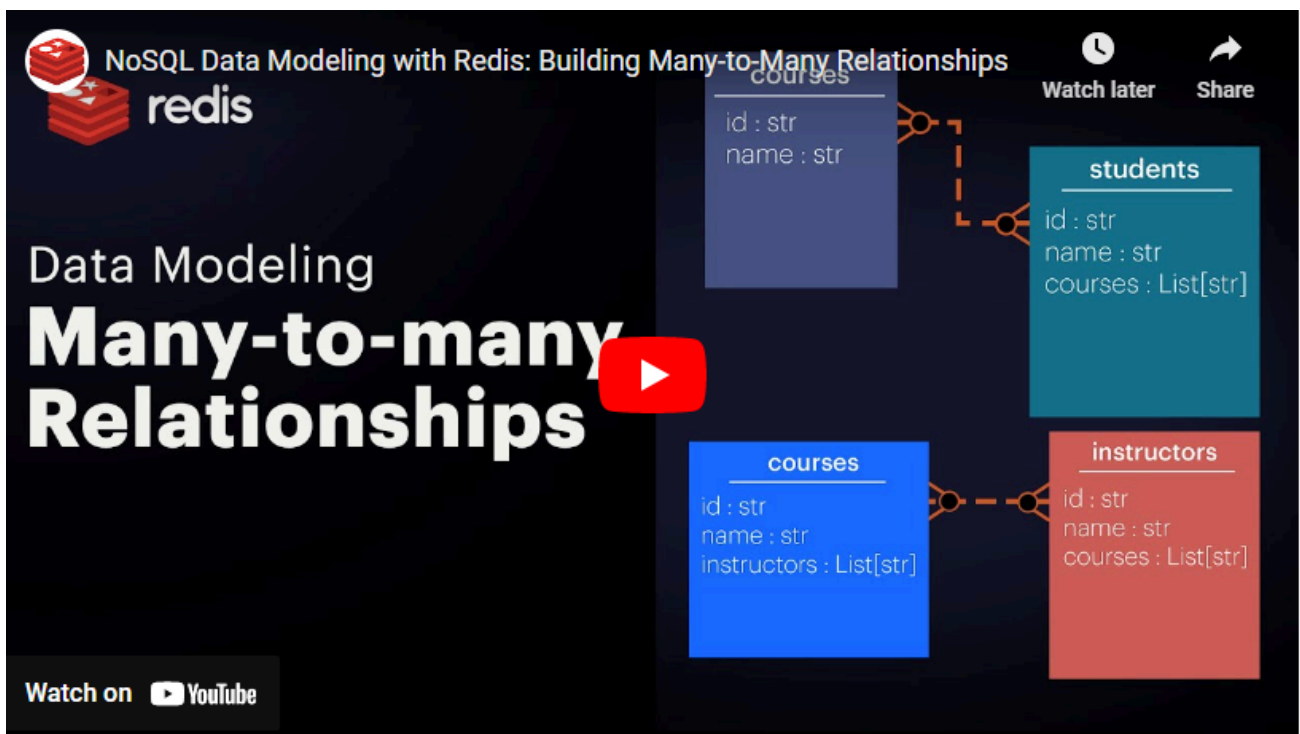 NoSQL Data Modeling with Redis: Building Many-to-Many Relationships
Watch later
Share
redis
Data Modeling
Many-to-many
Relationships
courses
id : str
name : str
students
id : str
name : str
courses : List[str]
courses
id : str
name : str
instructors : List[str]
instructors
id : str
name : str
courses : List[str]
Watch on YouTube